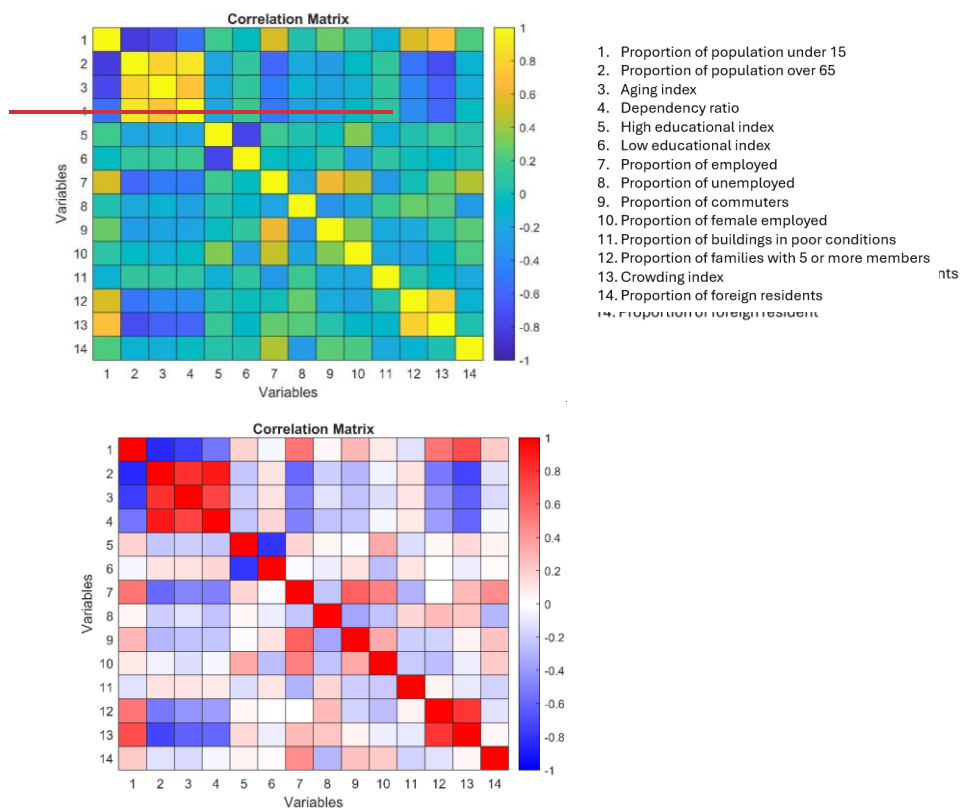 Correlation Matrix
1
2
3
4
5
6
7
8
9
10
11
12
13
14
Variables
1 2 3 4 5 6 7 8 9 10 11 12 13 14
Variables
1
0.8
0.6
0.4
0.2
0
-0.2
-0.4
-0.6
-0.8
-1
1. Proportion of population under 15
2. Proportion of population over 65
3. Aging index
4. Dependency ratio
5. High educational index
6. Low educational index
7. Proportion of employed
8. Proportion of unemployed
9. Proportion of commuters
10. Proportion of female employed
11. Proportion of buildings in poor conditions
12. Proportion of families with 5 or more members
13. Crowding index
nts
14. Proportion of foreign residents
14. Proportion of foreign resident
Correlation Matrix
1
2
3
4
5
6
7
8
9
10
11
12
13
14
Variables
1 2 3 4 5 6 7 8 9 10 11 12 13 14
Variables
1
0.8
0.6
0.4
0.2
0
-0.2
-0.4
-0.6
-0.8
-1